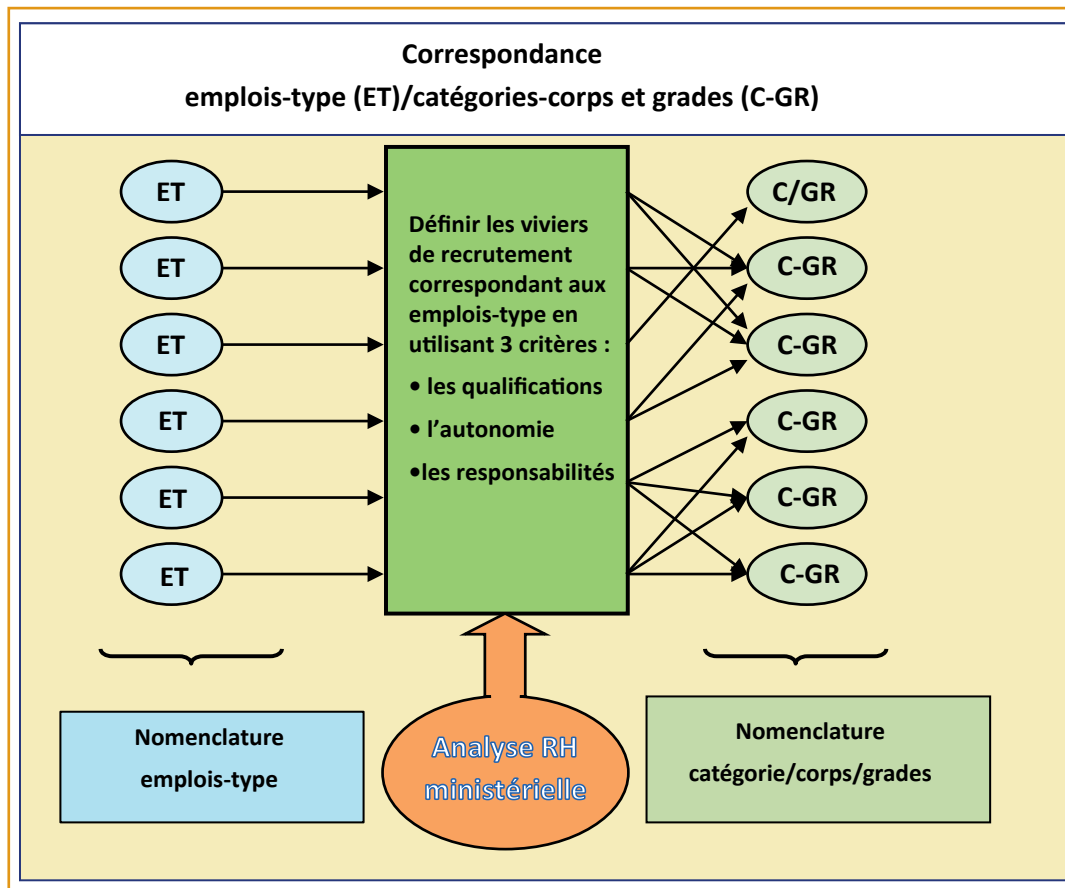 Correspondance
emplois-type (ET)/catégories-corps et grades (C-GR)
ET
ET
ET
ET
ET
ET
Définir les viviers
de recrutement
correspondant aux
emplois-type en
utilisant 3 critères :
• les qualifications
• l’autonomie
•les responsabilités
C/GR
C-GR
C-GR
C-GR
C-GR
C-GR
Nomenclature
emplois-type
Analyse RH
ministérielle
Nomenclature
catégorie/corps/grades